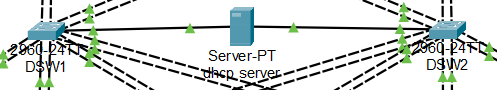 2960-24TT
DSW1
Server-PT
dhcp server
2960-24TT
DSW2